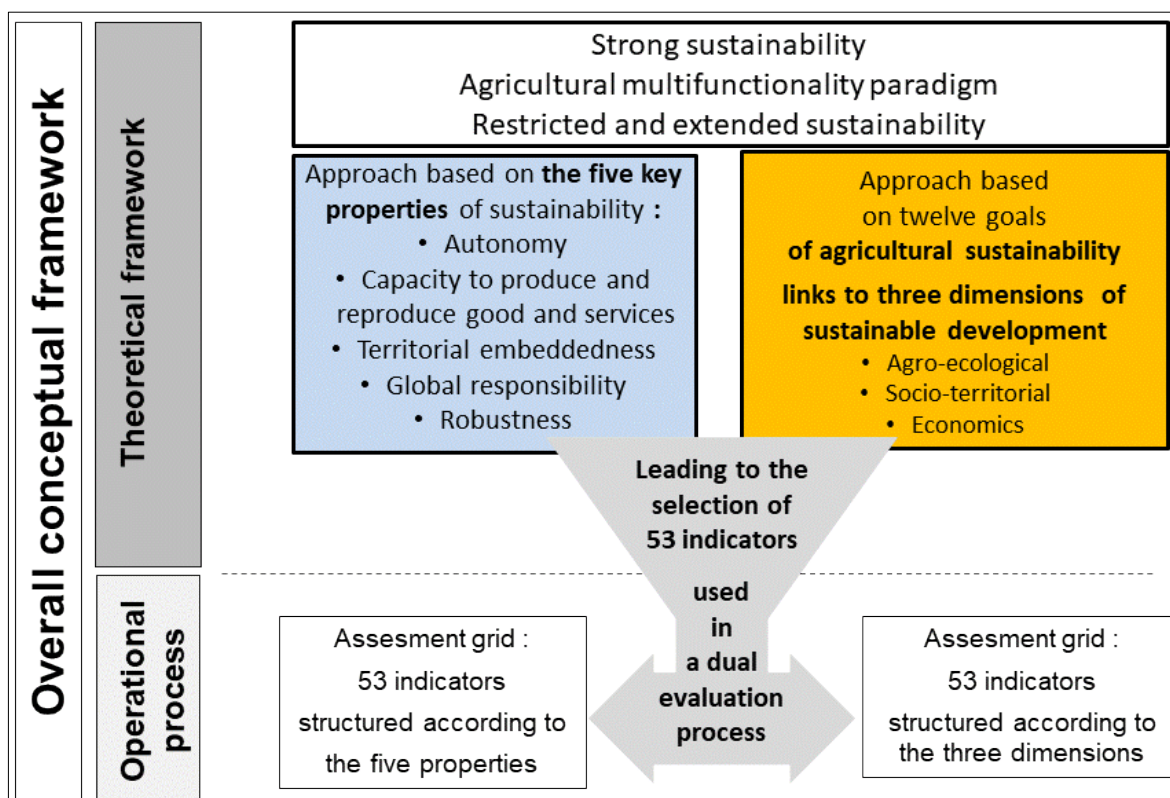 Overall conceptual framework
Theoretical framework
Strong sustainability
Agricultural multifunctionality paradigm
Restricted and extended sustainability
Approach based on the five key
properties of sustainability :
• Autonomy
• Capacity to produce and
reproduce good and services
• Territorial embeddedness
• Global responsibility
• Robustness
Approach based
on twelve goals
of agricultural sustainability
links to three dimensions of
sustainable development
• Agro-ecological
• Socio-territorial
• Economics
Leading to the
selection of
53 indicators
used
in
a dual
evaluation
process
Operational
process
Assesment grid :
53 indicators
structured according to
the five properties
Assesment grid :
53 indicators
structured according to
the three dimensions